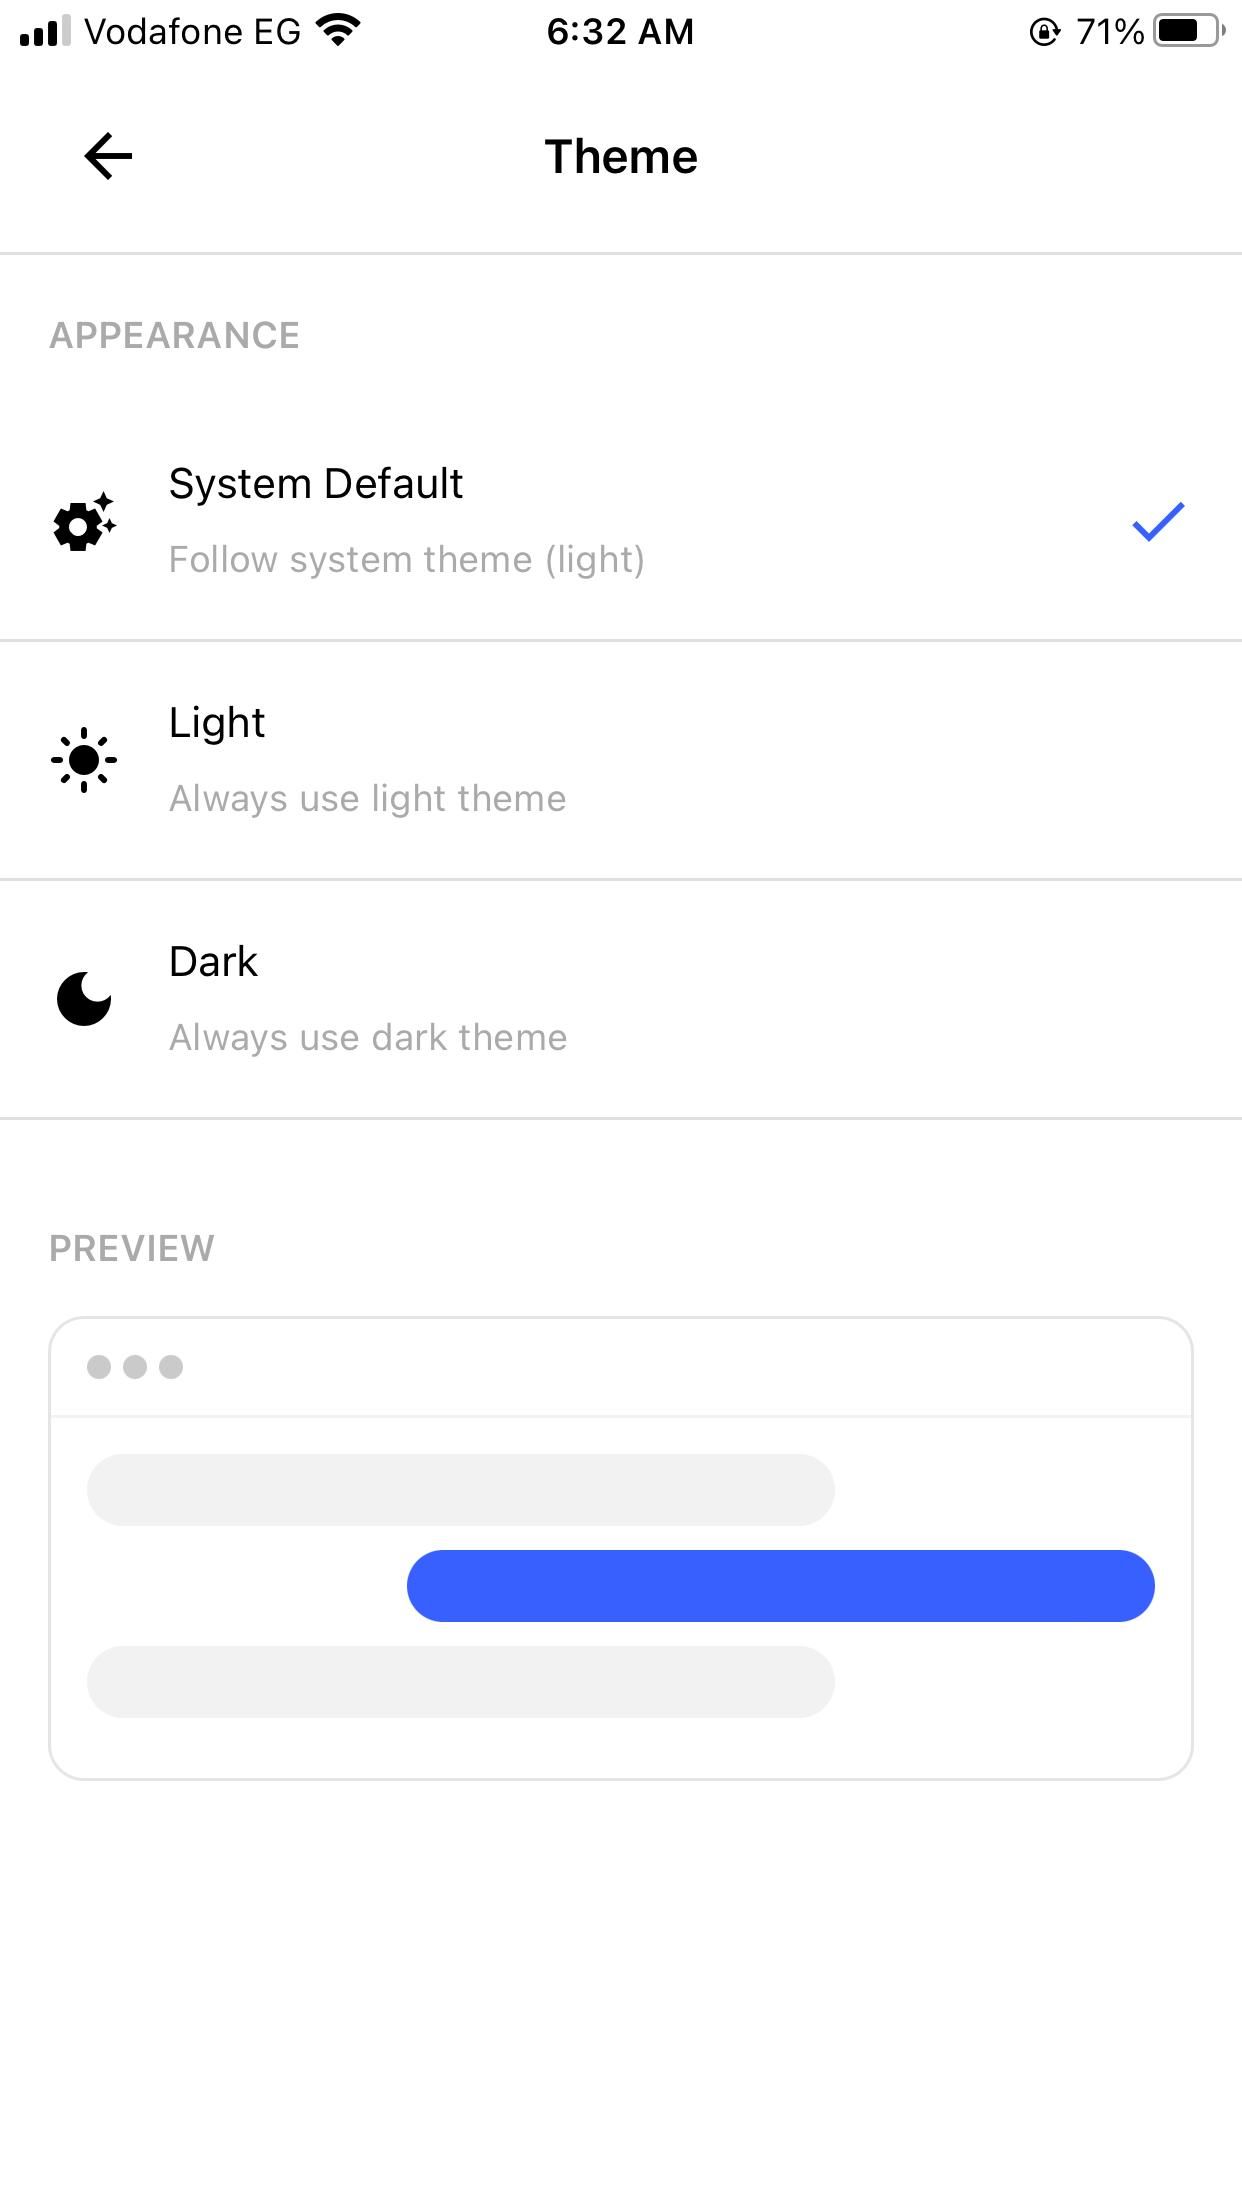 Vodafone EG
6:32 AM
71%
Theme
APPEARANCE
System Default
Follow system theme (light)
Light
Always use light theme
Dark
Always use dark theme
PREVIEW